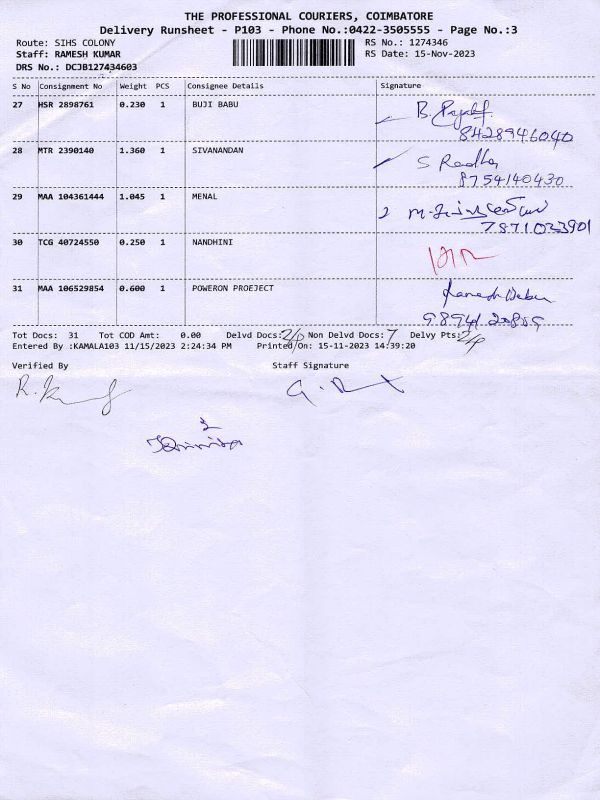 THE PROFESSIONAL COURIERS, COIMBATORE
Delivery Runsheet - P103 - Phone No.:0422-3505555 - Page No.:3
Route: SIHS COLONY RS No.: 1274346
Staff: RAMESH KUMAR RS Date: 15-Nov-2023
DRS No.: DCJB127434603
S No Consignment No Weight PCS Consignee Details Signature
27 HSR 2898761 0.230 1 BUJI BABU
8428946040
28 MTR 2390140 1.360 1 SIVANANDAN S Radha
8754140430
29 MAA 104361444 1.045 1 MENAL
7871033901
30 TCG 40724550 0.250 1 NANDHINI
31 MAA 106529854 0.600 1 POWERON PROEJECT
Tot Docs: 31 Tot COD Amt: 0.00 Delvd Docs: Non Delvd Docs: 7 Delvy Pts:
Entered By :KAMALA103 11/15/2023 2:24:34 PM Printed On: 15-11-2023 14:39:20
Verified By Staff Signature